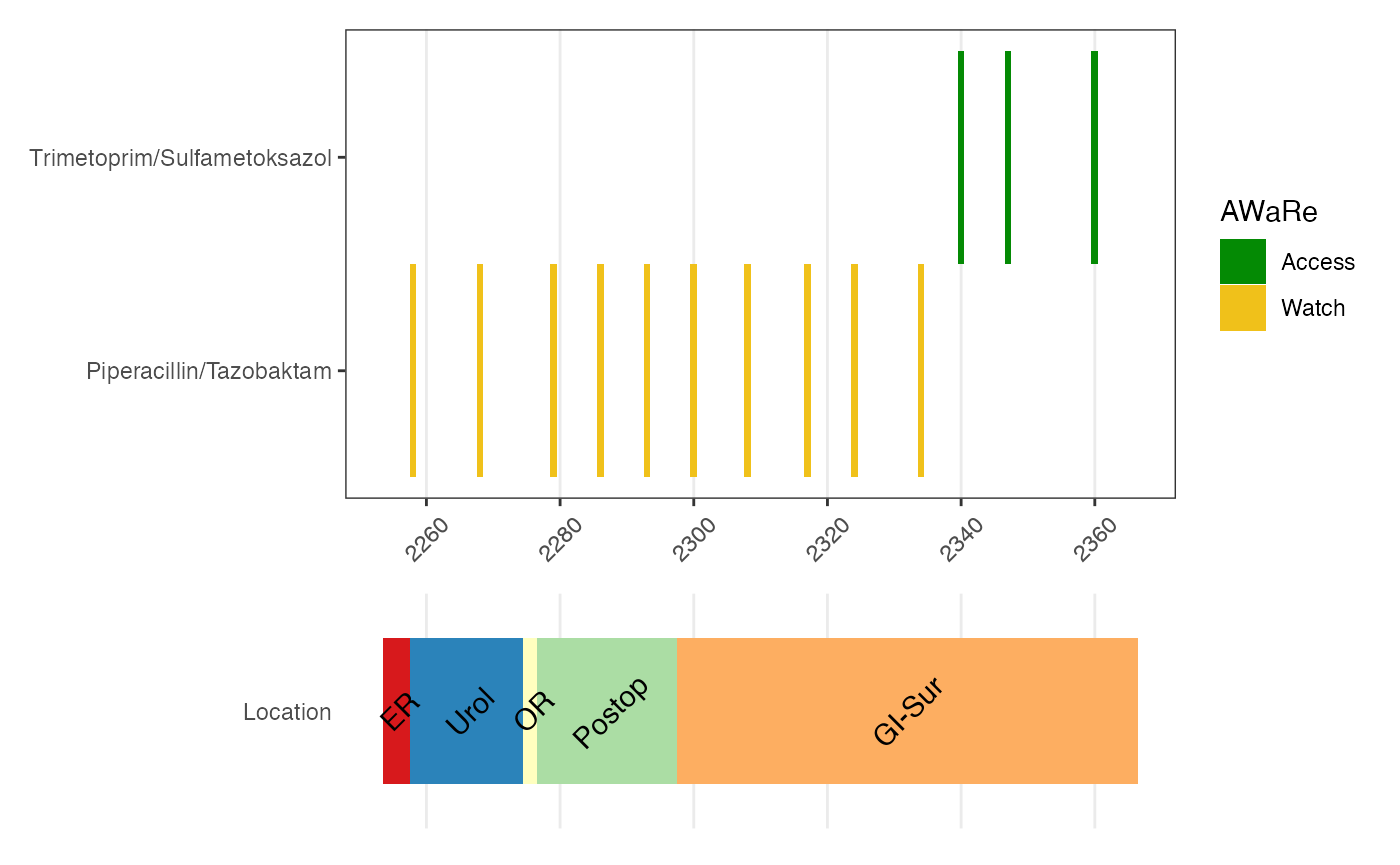 Trimetoprim/Sulfametoksazol
Piperacillin/Tazobaktam
2260 2280 2300 2320 2340 2360
AWaRe
Access
Watch
Location
ER Urol OR Postop GI-Sur